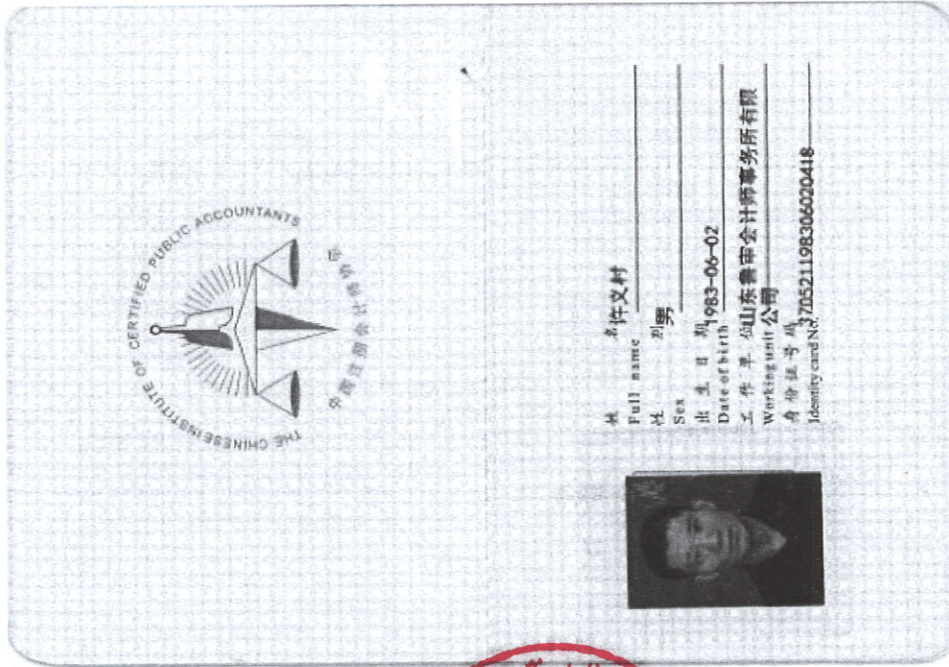 THE CHINESE INSTITUTE OF CERTIFIED PUBLIC ACCOUNTANTS
中国注册会计师协会
姓 名 许文村
Full name
性 别 男
Sex
出 生 日 期 1983-06-02
Date of birth
工 作 单 位 山东鲁审会计师事务所有限
Working unit 公司
身 份 证 号 码 370521198306020418
Identity card No.